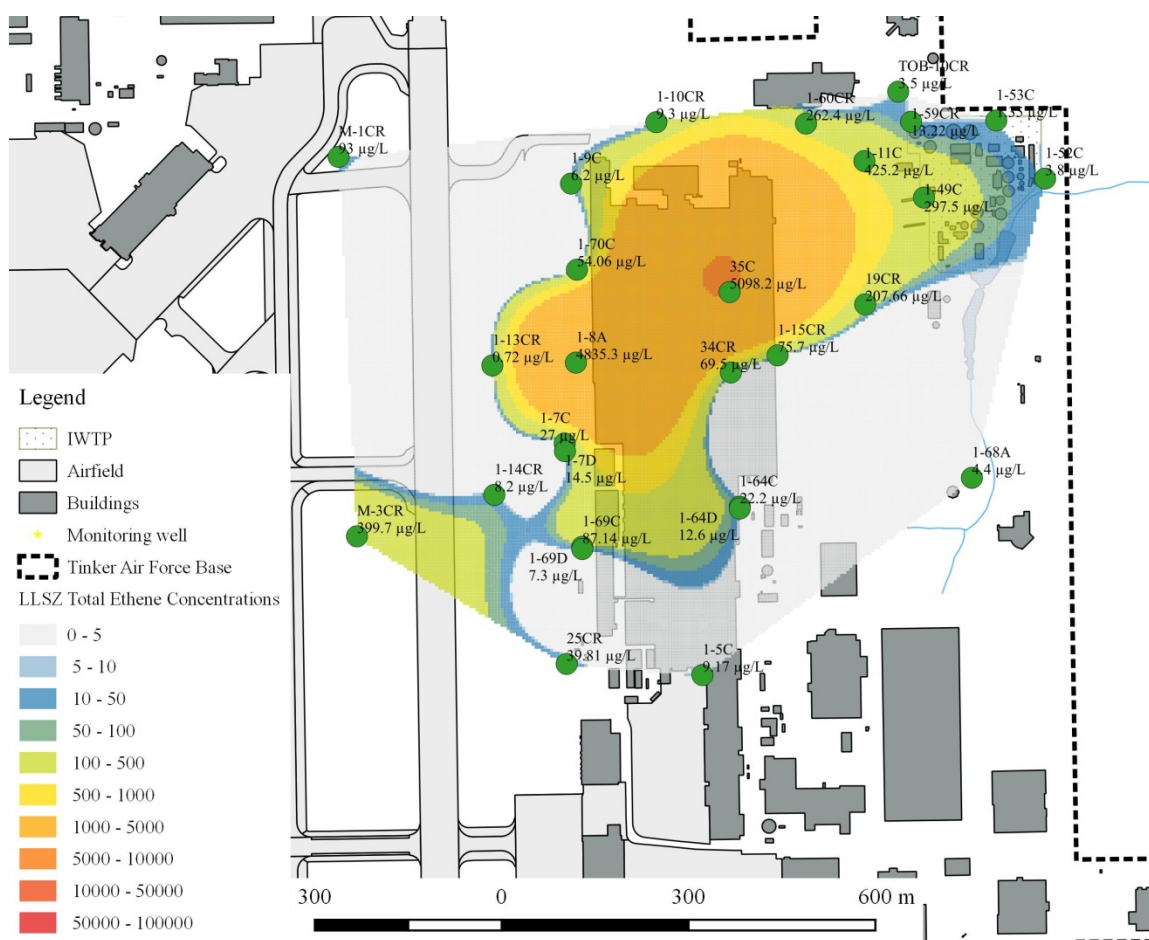 TOB-10CR
3.5 µg/L
1-53C
1.35 µg/L
1-10CR
9.3 µg/L
1-60CR
262.4 µg/L
1-59CR
13.22 µg/L
M-1CR
93 µg/L
1-9C
6.2 µg/L
1-11C
425.2 µg/L
1-52C
3.8 µg/L
1-49C
297.5 µg/L
1-70C
54.06 µg/L
35C
5098.2 µg/L
19CR
207.66 µg/L
1-13CR
0.72 µg/L
1-8A
4835.3 µg/L
34CR
69.5 µg/L
1-15CR
75.7 µg/L
1-7C
27 µg/L
1-7D
14.5 µg/L
1-14CR
8.2 µg/L
1-68A
4.4 µg/L
1-64C
22.2 µg/L
M-3CR
399.7 µg/L
1-69C
87.14 µg/L
1-64D
12.6 µg/L
1-69D
7.3 µg/L
25CR
39.81 µg/L
1-5C
9.17 µg/L
Legend
IWTP
Airfield
Buildings
Monitoring well
Tinker Air Force Base
LLSZ Total Ethene Concentrations
0 - 5
5 - 10
10 - 50
50 - 100
100 - 500
500 - 1000
1000 - 5000
5000 - 10000
10000 - 50000
50000 - 100000
300 0 300 600 m